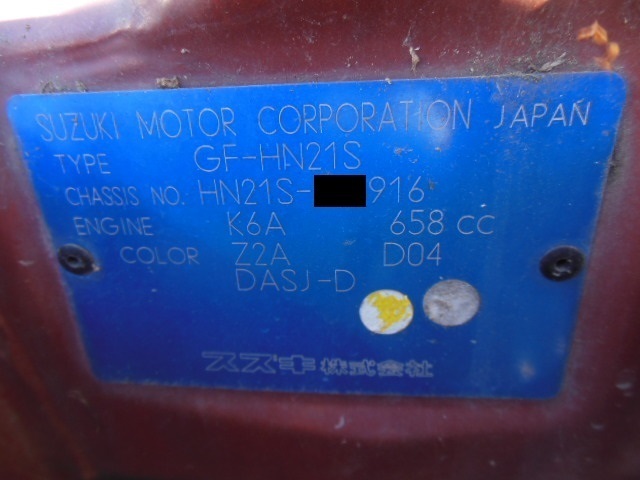 SUZUKI MOTOR CORPORATION JAPAN
TYPE GF-HN21S
CHASSIS NO. HN21S- 916
ENGINE K6A 658 CC
COLOR Z2A D04
DASJ-D
スズキ株式会社